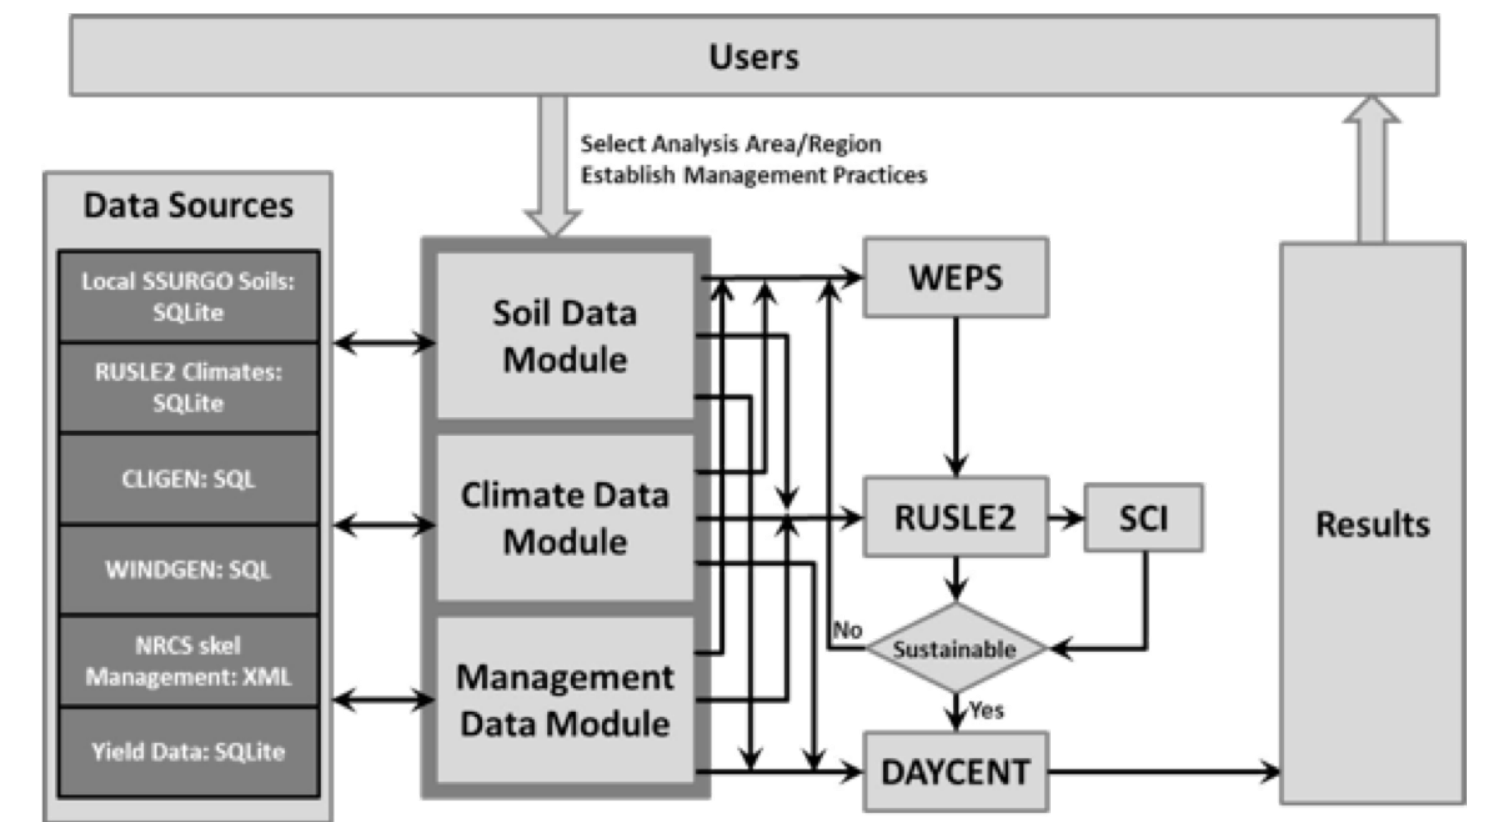 Users
Select Analysis Area/Region
Establish Management Practices
Data Sources
Local SSURGO Soils:
SQLite
RUSLE2 Climates:
SQLite
CLIGEN: SQL
WINDGEN: SQL
NRCS skel
Management: XML
Yield Data: SQLite
Soil Data
Module
Climate Data
Module
Management
Data Module
WEPS
RUSLE2
SCI
No
Sustainable
Yes
DAYCENT
Results